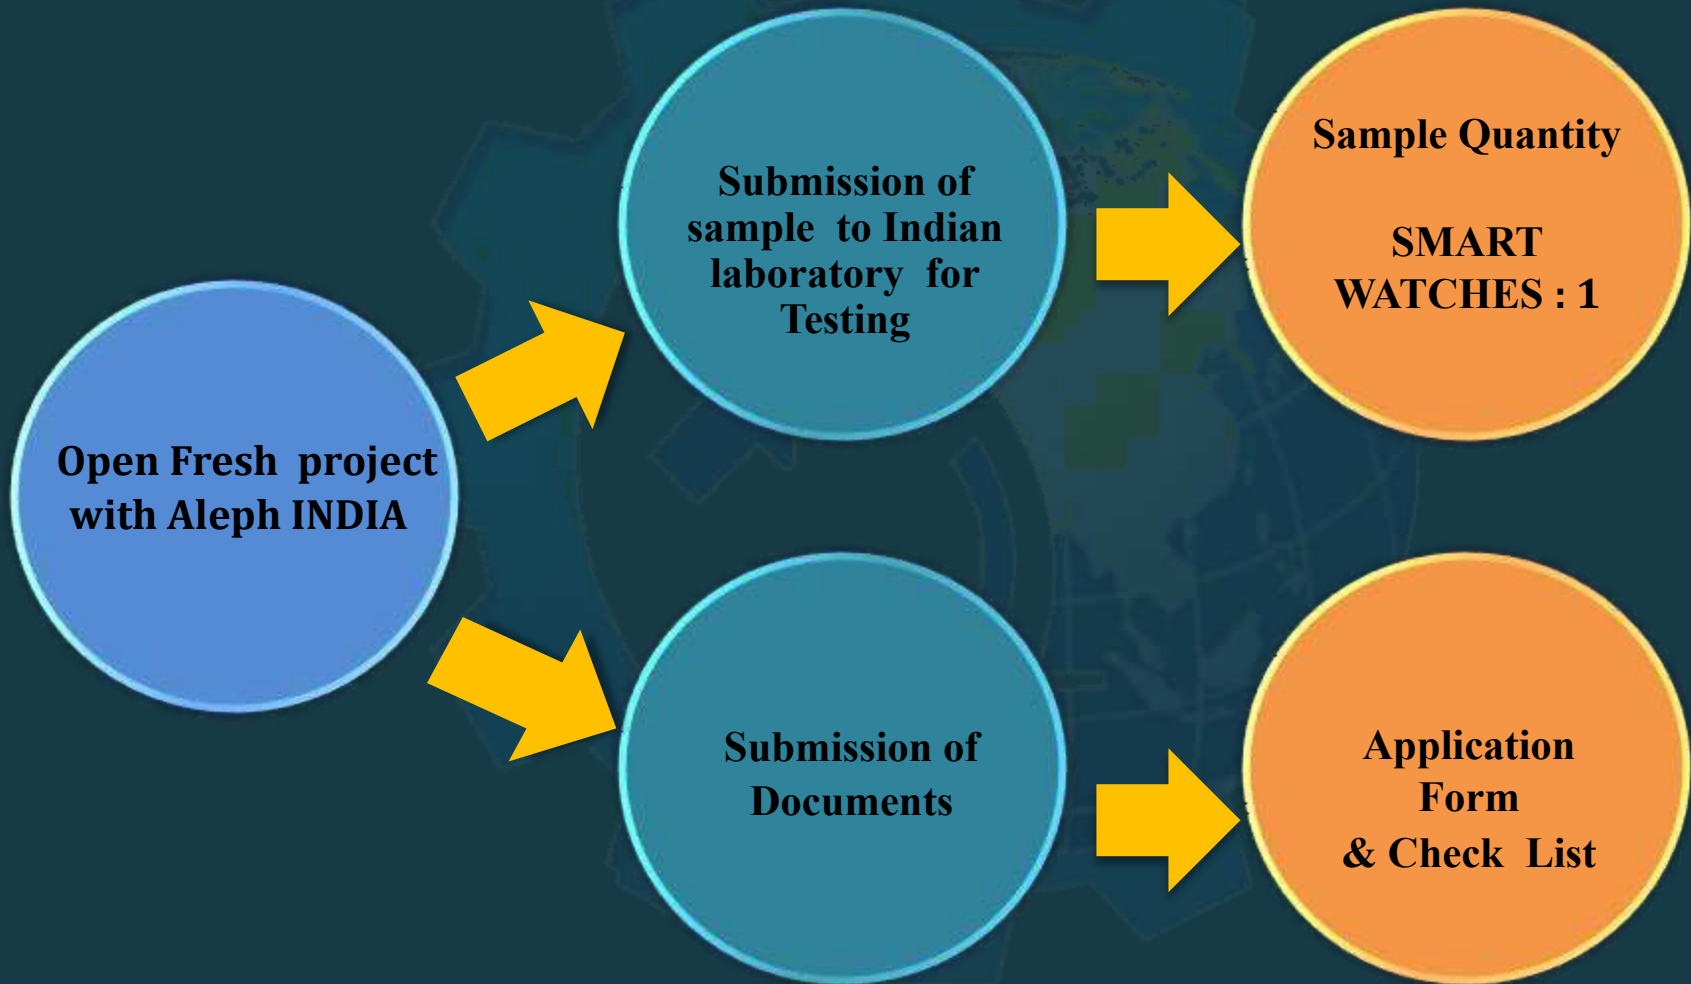 Open Fresh project
with Aleph INDIA
Submission of
sample to Indian
laboratory for
Testing
Sample Quantity
SMART
WATCHES : 1
Submission of
Documents
Application
Form
& Check List